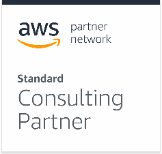 aws partner
network
Standard
Consulting
Partner